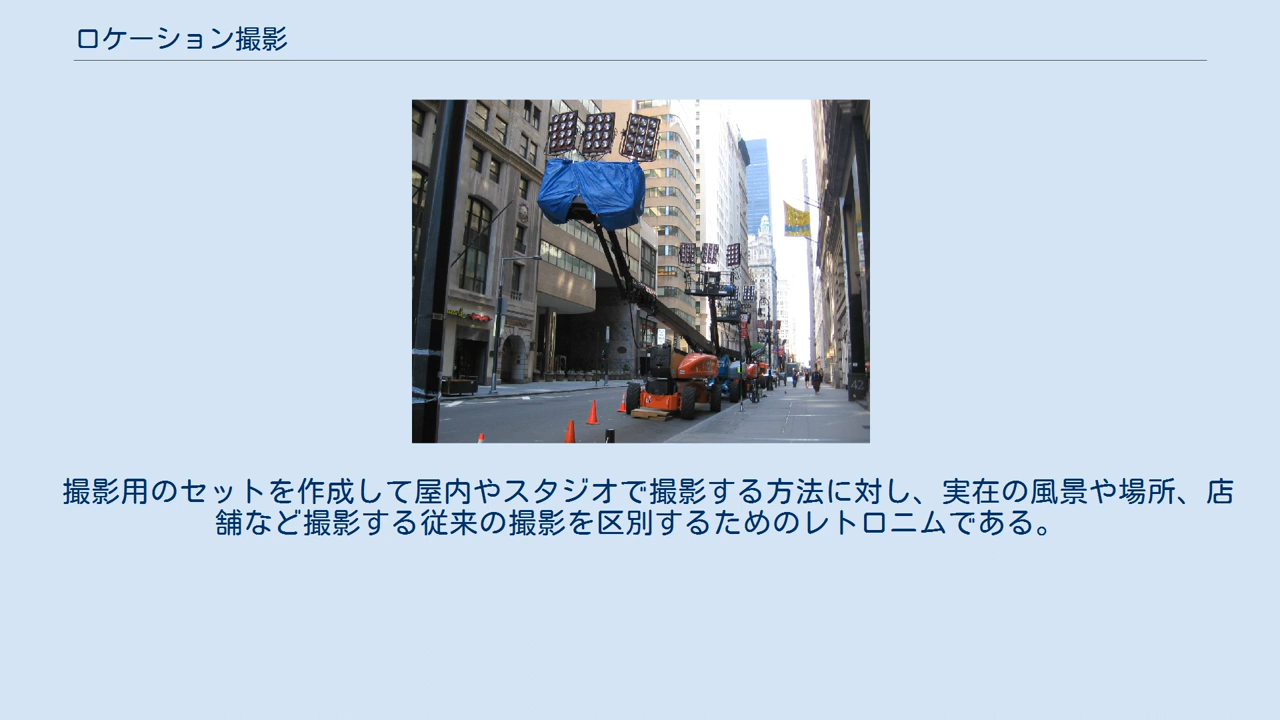 ロケーション撮影
42
撮影用のセットを作成して屋内やスタジオで撮影する方法に対し、実在の風景や場所、店
舗など撮影する従来の撮影を区別するためのレトロニムである。